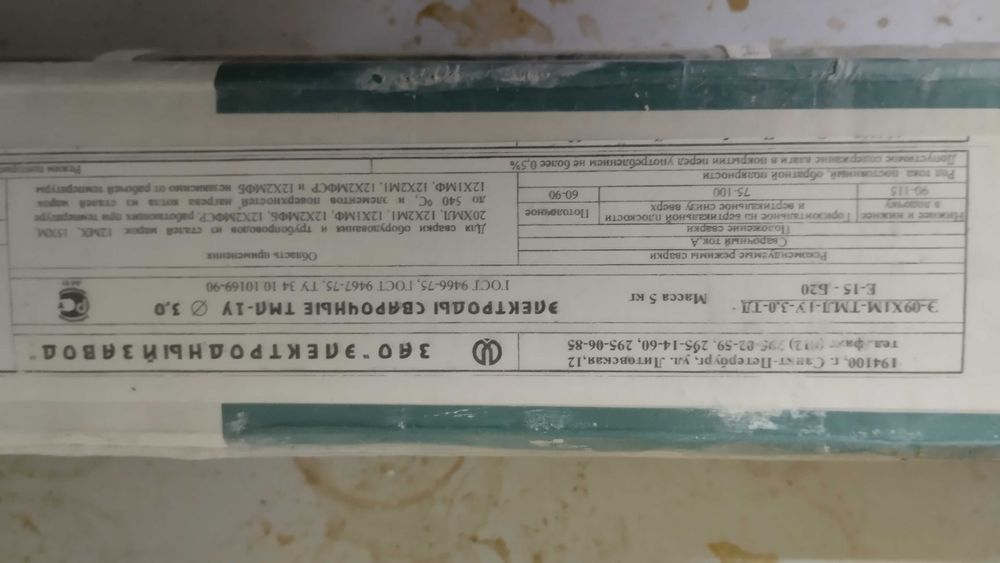 194100, г. Санкт-Петербург, ул. Литовская,12
тел./факс (812) 295-02-59, 295-14-60, 295-06-85
ЗАО "ЭЛЕКТРОДНЫЙ ЗАВОД"
Э-09Х1М-ТМЛ-1У-3,0-ТД
Е-15-Б20
Масса 5 кг
ЭЛЕКТРОДЫ СВАРОЧНЫЕ ТМЛ-1У ∅ 3,0
ГОСТ 9466-75, ГОСТ 9467-75, ТУ 34 10.10169-90
РС
Рекомендуемые режимы сварки
Сварочный ток,А
Положение сварки
Нижнее и нижнее в лодочку
Горизонтальное на вертикальной плоскости и вертикальное снизу вверх
Потолочное
90-115
75-100
60-90
Род тока постоянный, обратной полярности
Допустимое содержание влаги в покрытии перед употреблением не более 0,5%
Область применения
Для сварки оборудования и трубопроводов из сталей марок 12МХ, 15ХМ,
20ХМЛ, 12Х2М1, 12Х1МФ, 12Х2МФБ, 12Х2МФСР, работающих при температуре
до 540 °С, и элементов поверхностей нагрева котла из сталей марок
12Х1МФ, 12Х2М1, 12Х2МФСР и 12Х2МФБ независимо от рабочей температуры
Режим